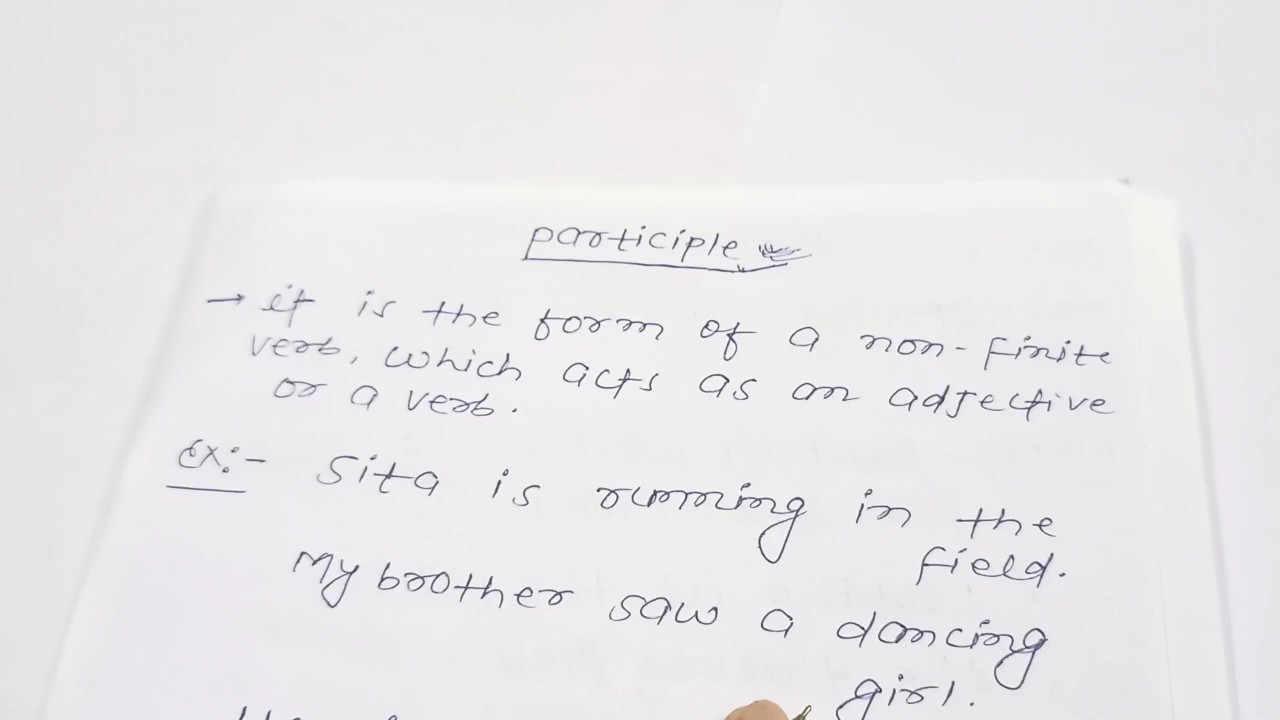 participle
→ it is the form of a non-finite
verb, which acts as an adjective
or a verb.
Ex:- Sita is running in the
field.
My brother saw a dancing
girl.